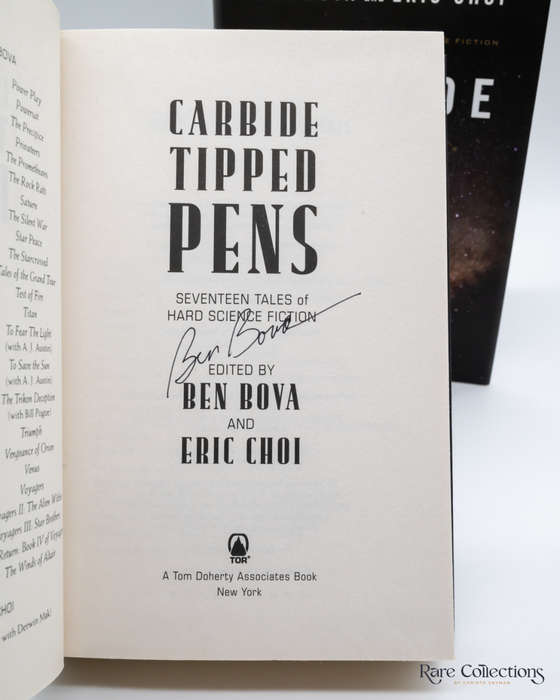 BOVA
Power Play
Powersat
The Precipice
Privateers
The Prometheans
The Rock Rats
Saturn
The Silent War
Star Peace
The Starcrossed
Tales of the Grand Tour
Test of Fire
Titan
To Fear The Light
(with A. J. Austin)
To Save the Sun
(with A. J. Austin)
The Trikon Deception
(with Bill Pogue)
Triumph
Vengeance of Orion
Venus
Voyagers
Voyagers II: The Alien Within
Voyagers III: Star Brothers
Return: Book IV of Voyagers
The Winds of Altair
CHOI
with Derwin Mak)
CARBIDE
TIPPED
PENS
SEVENTEEN TALES of
HARD SCIENCE FICTION
Ben Bova
EDITED BY
BEN BOVA
AND
ERIC CHOI
TOR®
A Tom Doherty Associates Book
New York
AND ERIC CHOI
FICTION
DE
Rare Collections